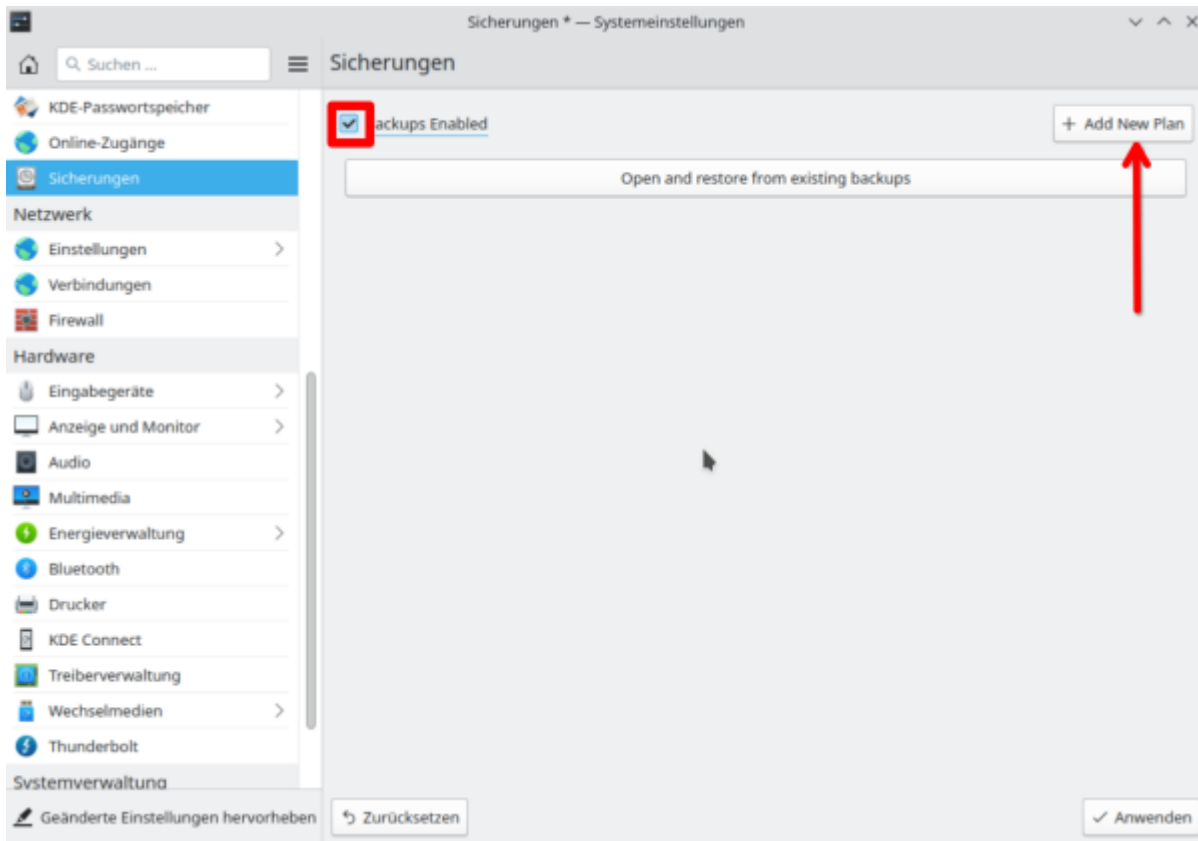 Sicherungen * — Systemeinstellungen
Suchen ...
Sicherungen
KDE-Passwortspeicher
Online-Zugänge
Sicherungen
Netzwerk
Einstellungen
Verbindungen
Firewall
Hardware
Eingabegeräte
Anzeige und Monitor
Audio
Multimedia
Energieverwaltung
Bluetooth
Drucker
KDE Connect
Treiberverwaltung
Wechselmedien
Thunderbolt
Systemverwaltung
Geänderte Einstellungen hervorheben
ackups Enabled
+ Add New Plan
Open and restore from existing backups
Zurücksetzen
Anwenden